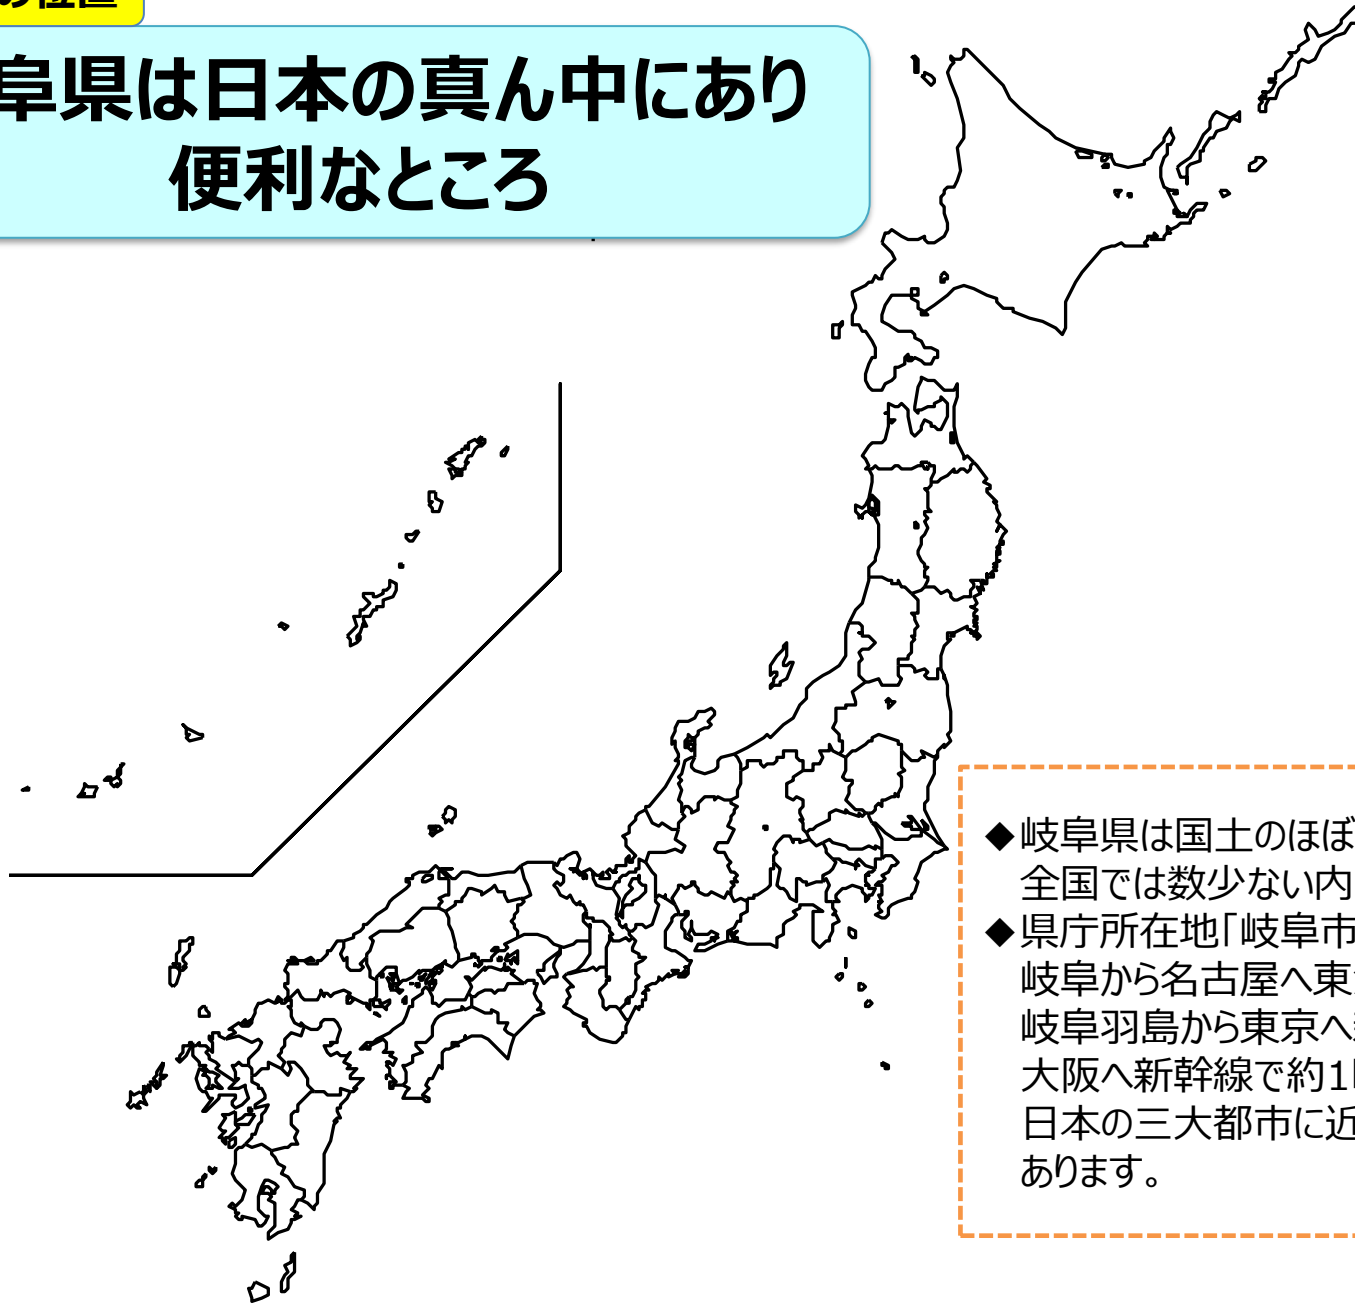 の位置
阜県は日本の真ん中にあり
便利なところ
◆岐阜県は国土のほぼ
全国では数少ない内
◆県庁所在地「岐阜市
岐阜から名古屋へ東
岐阜羽島から東京へ
大阪へ新幹線で約1
日本の三大都市に近
あります。